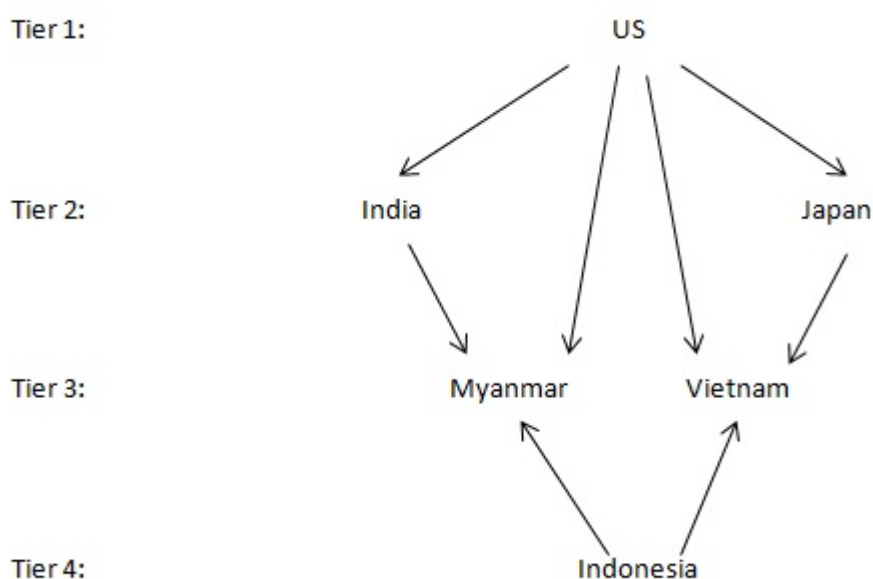 Tier 1: US
Tier 2: India Japan
Tier 3: Myanmar Vietnam
Tier 4: Indonesia